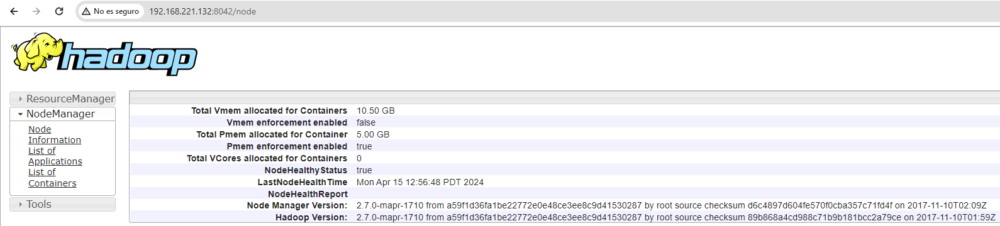 No es seguro 192.168.221.132:8042/node
hadoop
ResourceManager
NodeManager
Node
Information
List of
Applications
List of
Containers
Tools
Total Vmem allocated for Containers 10.50 GB
Vmem enforcement enabled false
Total Pmem allocated for Container 5.00 GB
Pmem enforcement enabled true
Total VCores allocated for Containers 0
NodeHealthyStatus true
LastNodeHealthTime Mon Apr 15 12:56:48 PDT 2024
NodeHealthReport
Node Manager Version: 2.7.0-mapr-1710 from a59f1d36fa1be22772e0e48ce3ee8c9d41530287 by root source checksum d6c4897d604fe570f0cba357c71fd4f on 2017-11-10T02:09Z
Hadoop Version: 2.7.0-mapr-1710 from a59f1d36fa1be22772e0e48ce3ee8c9d41530287 by root source checksum 89b868a4cd988c71b9b181bcc2a79ce on 2017-11-10T01:59Z